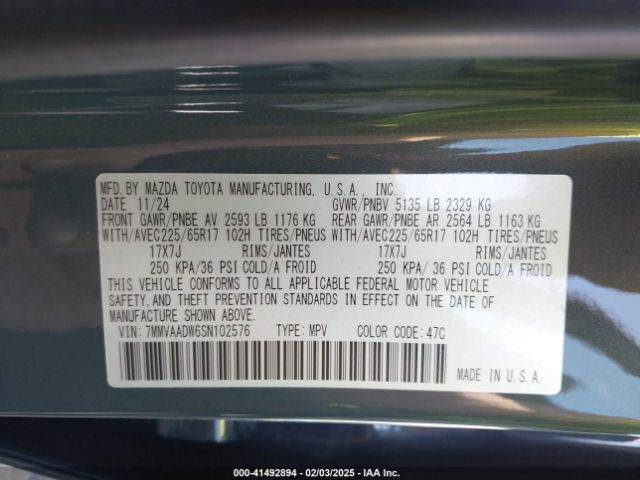 MFD. BY MAZDA TOYOTA MANUFACTURING, U.S.A., INC.
DATE 11/24 GVWR/PNBV 5135 LB 2329 KG
FRONT GAWR/PNBE AV 2593 LB 1176 KG REAR GAWR/PNBE AR 2564 LB 1163 KG
WITH/AVEC225/65R17 102H TIRES/PNEUS WITH/AVEC225/65R17 102H TIRES/PNEUS
17X7J RIMS/JANTES 17X7J RIMS/JANTES
250 KPA/36 PSI COLD/A FROID 250 KPA/36 PSI COLD/A FROID
THIS VEHICLE CONFORMS TO ALL APPLICABLE FEDERAL MOTOR VEHICLE
SAFETY,AND THEFT PREVENTION STANDARDS IN EFFECT ON THE DATE OF
MANUFACTURE SHOWN ABOVE.
VIN: 7MMVAADW6SN102576 TYPE: MPV COLOR CODE: 47C
MADE IN U.S.A.
000-41492894 - 02/03/2025 - IAA Inc.